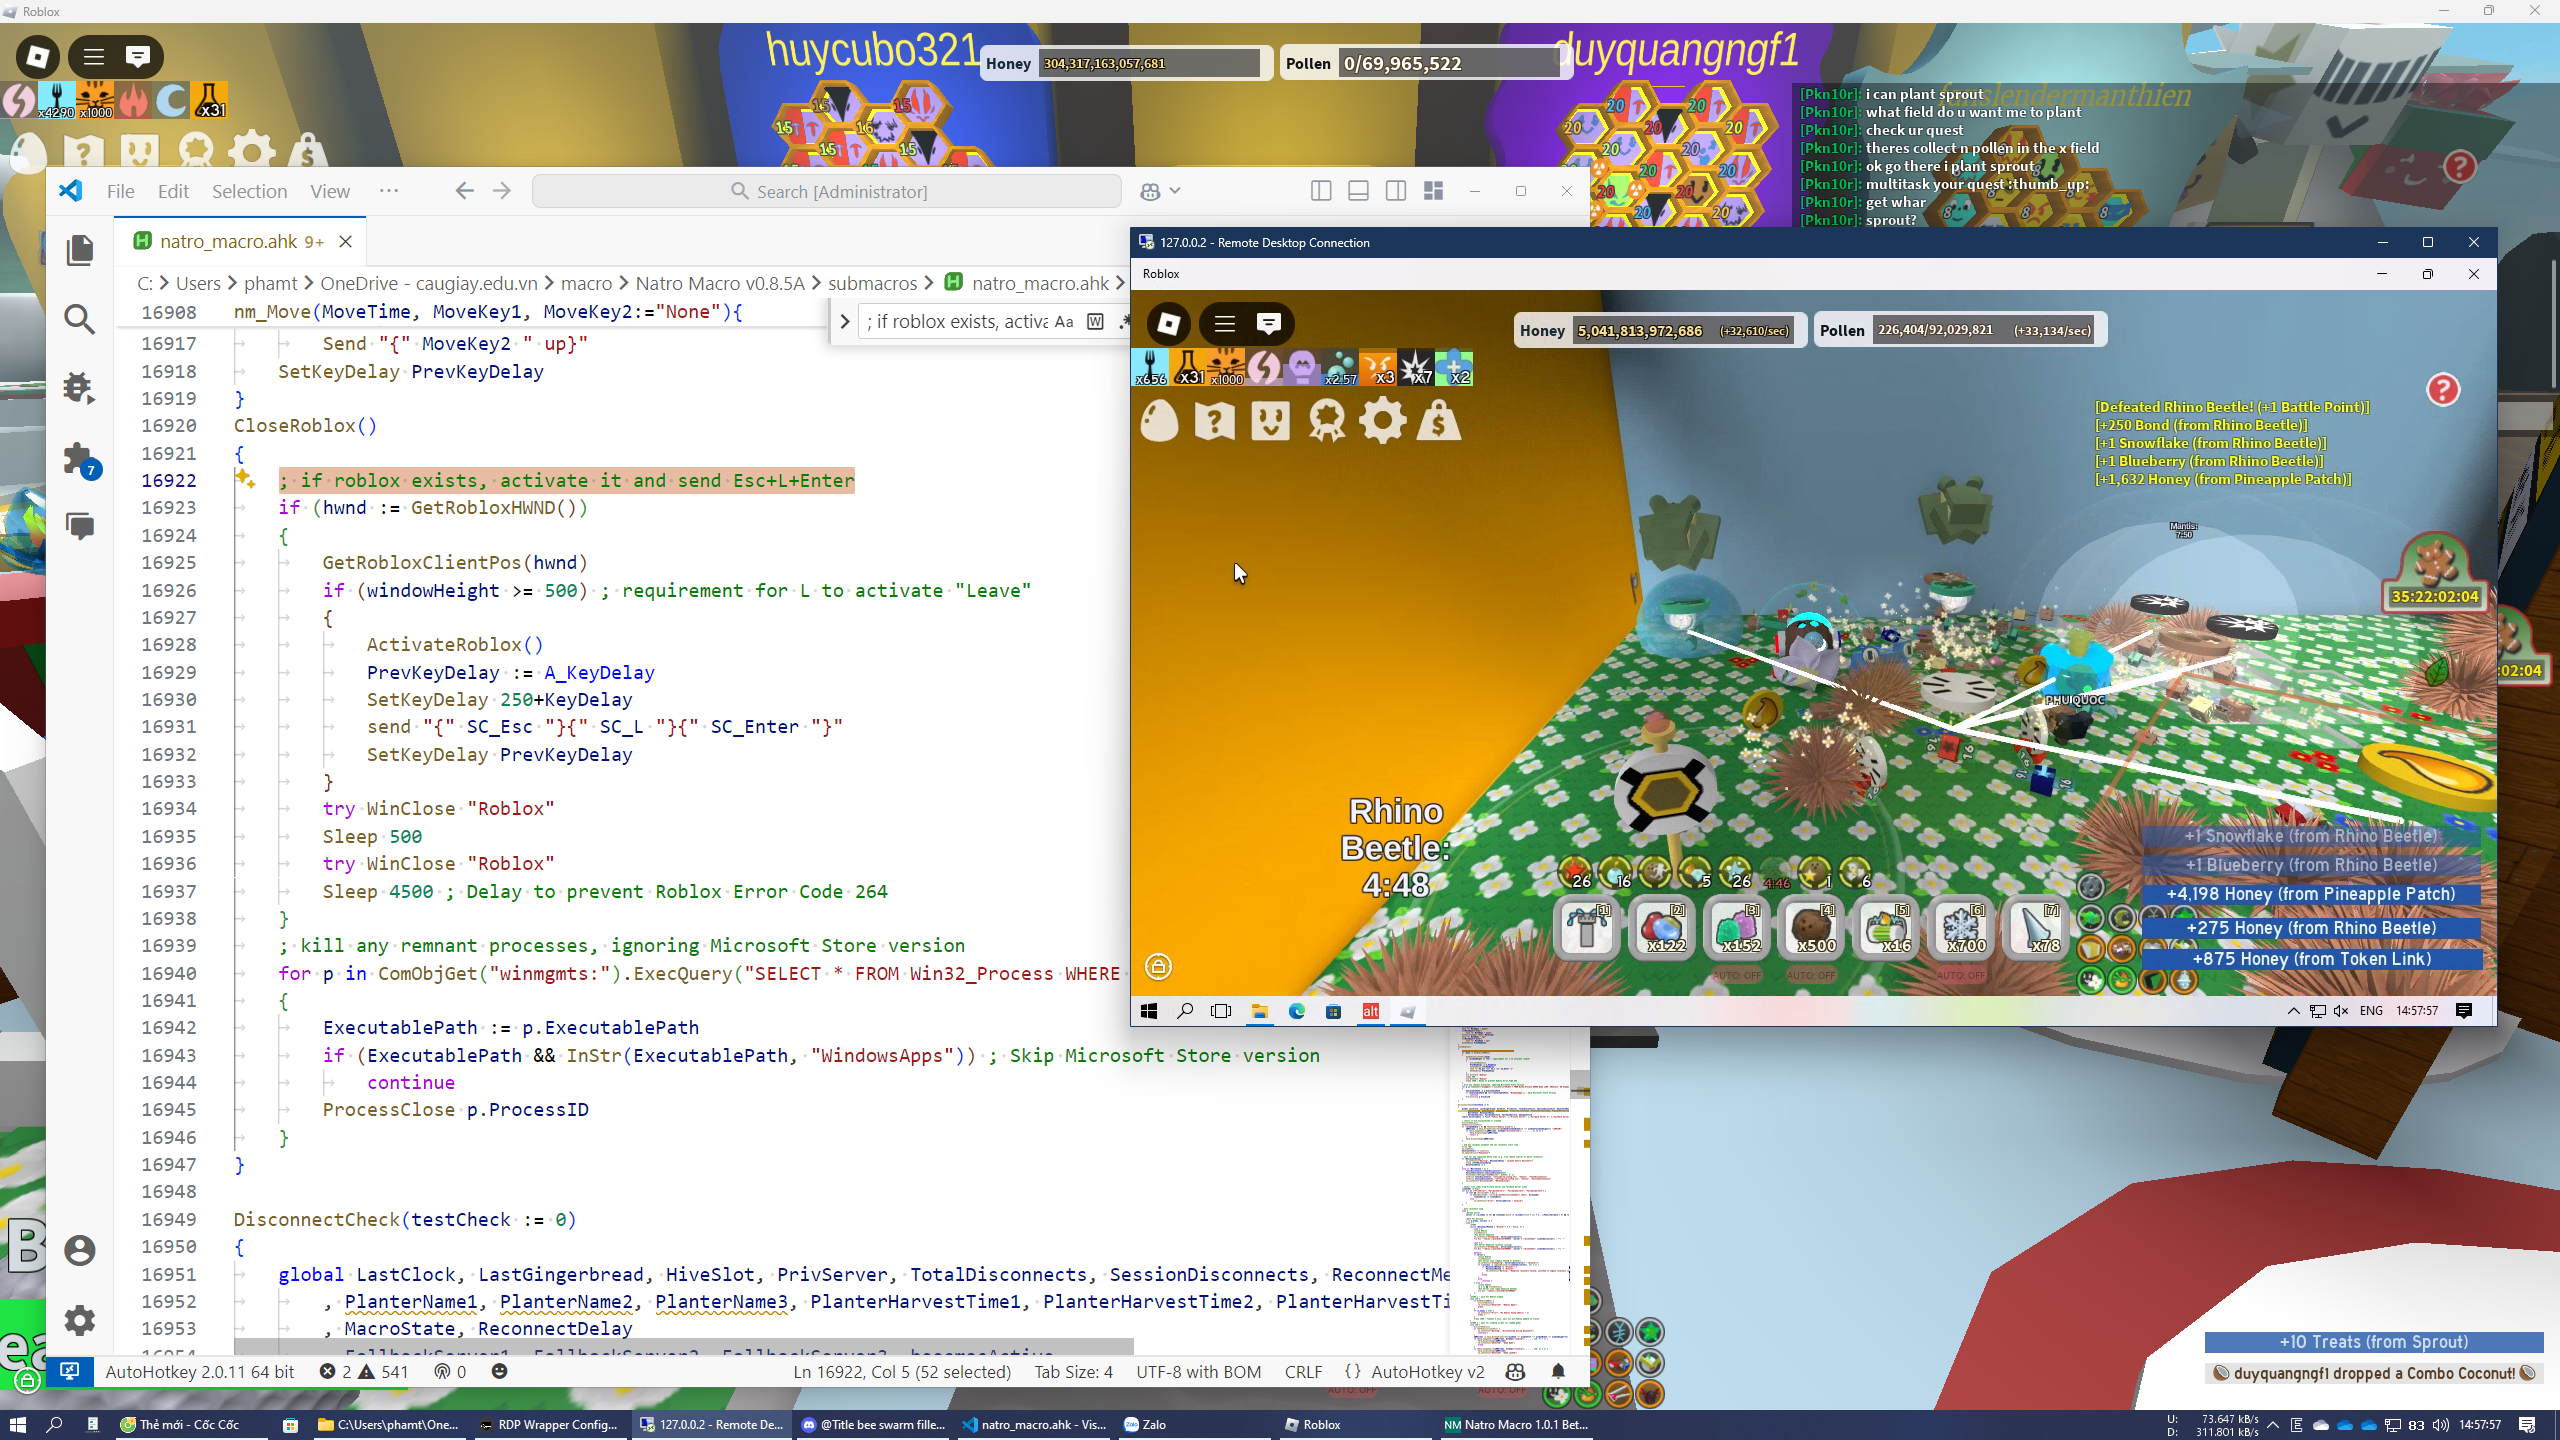 Roblox
huycubo321
Honey 304,317,163,057,681
Pollen 0/69,965,522
duyquangngf1
x4290 x1000 x31
[Pkn10r]: i can plant sprout
[Pkn10r]: what field do u want me to plant
[Pkn10r]: check ur quest
[Pkn10r]: theres collect n pollen in the x field
[Pkn10r]: ok go there i plant sprout
[Pkn10r]: multitask your quest :thumb_up:
[Pkn10r]: get whar
[Pkn10r]: sprout?
File Edit Selection View ···
Search [Administrator]
natro_macro.ahk 9+
C: > Users > phamt > OneDrive - caugiay.edu.vn > macro > Natro Macro v0.8.5A > submacros > natro_macro.ahk >
; if roblox exists, activa Aa
16908 nm_Move(MoveTime, MoveKey1, MoveKey2:="None"){
16917 Send "{" MoveKey2 " up}"
16918 SetKeyDelay PrevKeyDelay
16919 }
16920 CloseRoblox()
16921 {
16922 ; if roblox exists, activate it and send Esc+L+Enter
16923 if (hwnd := GetRobloxHWND())
16924 {
16925 GetRobloxClientPos(hwnd)
16926 if (windowHeight >= 500) ; requirement for L to activate "Leave"
16927 {
16928 ActivateRoblox()
16929 PrevKeyDelay := A_KeyDelay
16930 SetKeyDelay 250+KeyDelay
16931 send "{" SC_Esc "}{" SC_L "}{" SC_Enter "}"
16932 SetKeyDelay PrevKeyDelay
16933 }
16934 try WinClose "Roblox"
16935 Sleep 500
16936 try WinClose "Roblox"
16937 Sleep 4500 ; Delay to prevent Roblox Error Code 264
16938 }
16939 ; kill any remnant processes, ignoring Microsoft Store version
16940 for p in ComObjGet("winmgmts:").ExecQuery("SELECT * FROM Win32_Process WHERE
16941 {
16942 ExecutablePath := p.ExecutablePath
16943 if (ExecutablePath && InStr(ExecutablePath, "WindowsApps")) ; Skip Microsoft Store version
16944 continue
16945 ProcessClose p.ProcessID
16946 }
16947 }
16948
16949 DisconnectCheck(testCheck := 0)
16950 {
16951 global LastClock, LastGingerbread, HiveSlot, PrivServer, TotalDisconnects, SessionDisconnects, ReconnectMe
16952 , PlanterName1, PlanterName2, PlanterName3, PlanterHarvestTime1, PlanterHarvestTime2, PlanterHarvestTi
16953 , MacroState, ReconnectDelay
7
AutoHotkey 2.0.11 64 bit 2 541 0
Ln 16922, Col 5 (52 selected) Tab Size: 4 UTF-8 with BOM CRLF {} AutoHotkey v2
127.0.0.2 - Remote Desktop Connection
Roblox
Honey 5,041,813,972,686 (+32,610/sec)
Pollen 226,404/92,029,821 (+33,134/sec)
x656 x31 x1000 x2.57 x3 x7 x2
[Defeated Rhino Beetle! (+1 Battle Point)]
[+250 Bond (from Rhino Beetle)]
[+1 Snowflake (from Rhino Beetle)]
[+1 Blueberry (from Rhino Beetle)]
[+1,632 Honey (from Pineapple Patch)]
Mantis:
7:50
35:22:02:04
:02:04
PHUIQUOC
Rhino
Beetle:
4:48
26 16 5 26 4:46 1 6
[1] [2] [3] [4] [5] [6] [7]
x122 x152 x500 x16 x700 x78
AUTO: OFF AUTO: OFF AUTO: OFF
+1 Snowflake (from Rhino Beetle)
+1 Blueberry (from Rhino Beetle)
+4,198 Honey (from Pineapple Patch)
+275 Honey (from Rhino Beetle)
+875 Honey (from Token Link)
alt
ENG 14:57:57
+10 Treats (from Sprout)
duyquangngf1 dropped a Combo Coconut!
Thẻ mới - Cốc Cốc
C:\Users\phamt\One...
RDP Wrapper Config...
127.0.0.2 - Remote De...
@Title bee swarm fille...
natro_macro.ahk - Vis...
Zalo
Roblox
Natro Macro 1.0.1 Bet...
U: 73.647 kB/s
D: 311.801 kB/s
83 14:57:57